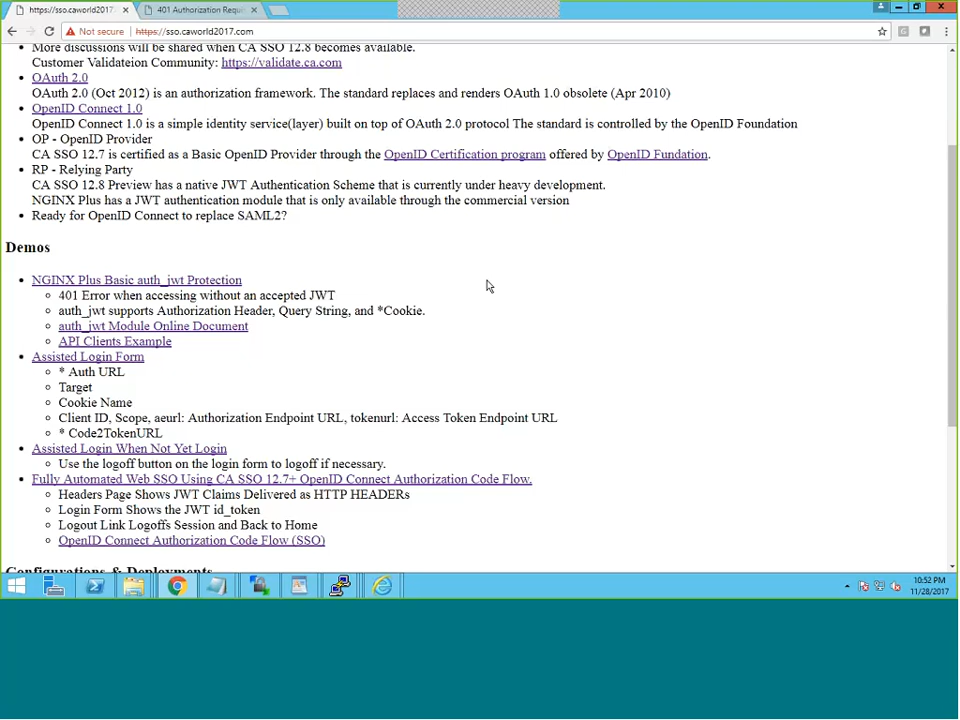 https://sso.caworld2017.
401 Authorization Requ
Not secure
https://sso.caworld2017.com
More discussions will be shared when CA SSO 12.8 becomes available.
Customer Validateion Community: https://validate.ca.com
OAuth 2.0
OAuth 2.0 (Oct 2012) is an authorization framework. The standard replaces and renders OAuth 1.0 obsolete (Apr 2010)
OpenID Connect 1.0
OpenID Connect 1.0 is a simple identity service(layer) built on top of OAuth 2.0 protocol The standard is controlled by the OpenID Foundation
OP - OpenID Provider
CA SSO 12.7 is certified as a Basic OpenID Provider through the OpenID Certification program offered by OpenID Fundation.
RP - Relying Party
CA SSO 12.8 Preview has a native JWT Authentication Scheme that is currently under heavy development.
NGINX Plus has a JWT authentication module that is only available through the commercial version
Ready for OpenID Connect to replace SAML2?
Demos
NGINX Plus Basic auth_jwt Protection
401 Error when accessing without an accepted JWT
auth_jwt supports Authorization Header, Query String, and *Cookie.
auth_jwt Module Online Document
API Clients Example
Assisted Login Form
* Auth URL
Target
Cookie Name
Client ID, Scope, aeurl: Authorization Endpoint URL, tokenurl: Access Token Endpoint URL
* Code2TokenURL
Assisted Login When Not Yet Login
Use the logoff button on the login form to logoff if necessary.
Fully Automated Web SSO Using CA SSO 12.7+ OpenID Connect Authorization Code Flow.
Headers Page Shows JWT Claims Delivered as HTTP HEADERs
Login Form Shows the JWT id_token
Logout Link Logoffs Session and Back to Home
OpenID Connect Authorization Code Flow (SSO)
Configurations & Deployments
10:52 PM
11/28/2017